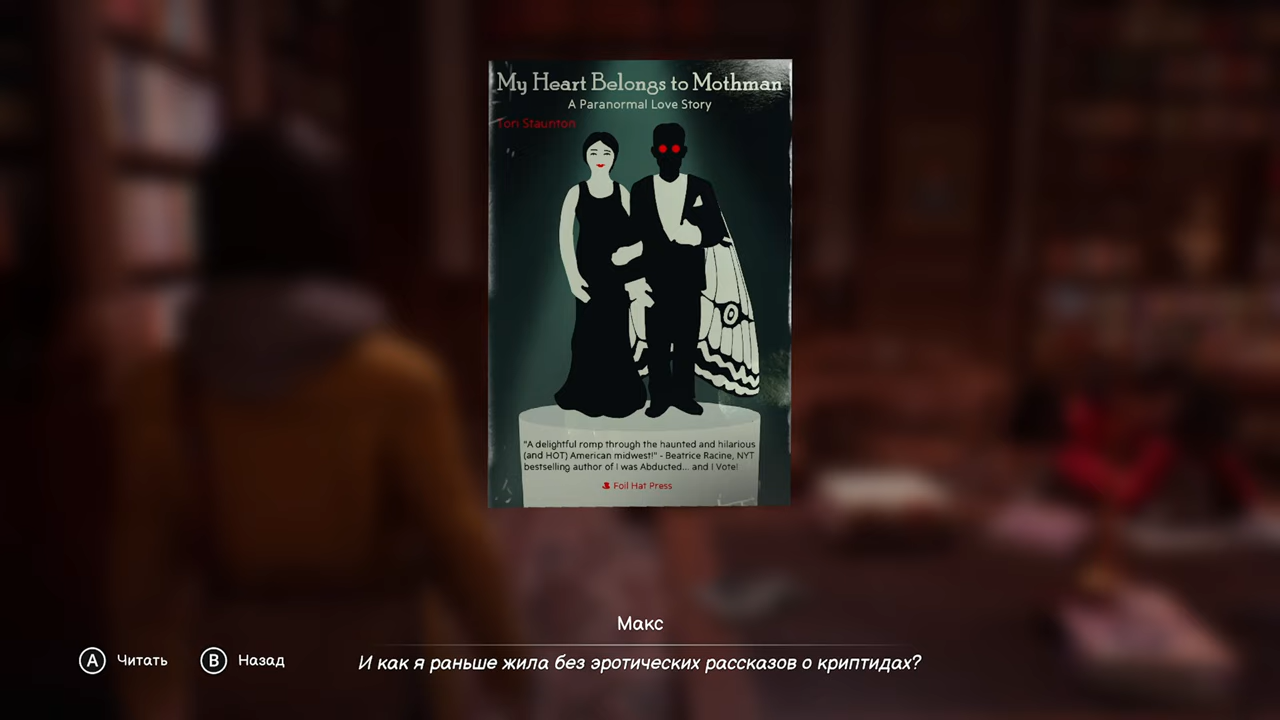 My Heart Belongs to Mothman
A Paranormal Love Story
Tori Staunton
"A delightful romp through the haunted and hilarious
(and HOT) American midwest!" - Beatrice Racine, NYT
bestselling author of I was Abducted... and I Vote!
Foil Hat Press
Макс
A Читать B Назад
И как я раньше жила без эротических рассказов о криптидах?